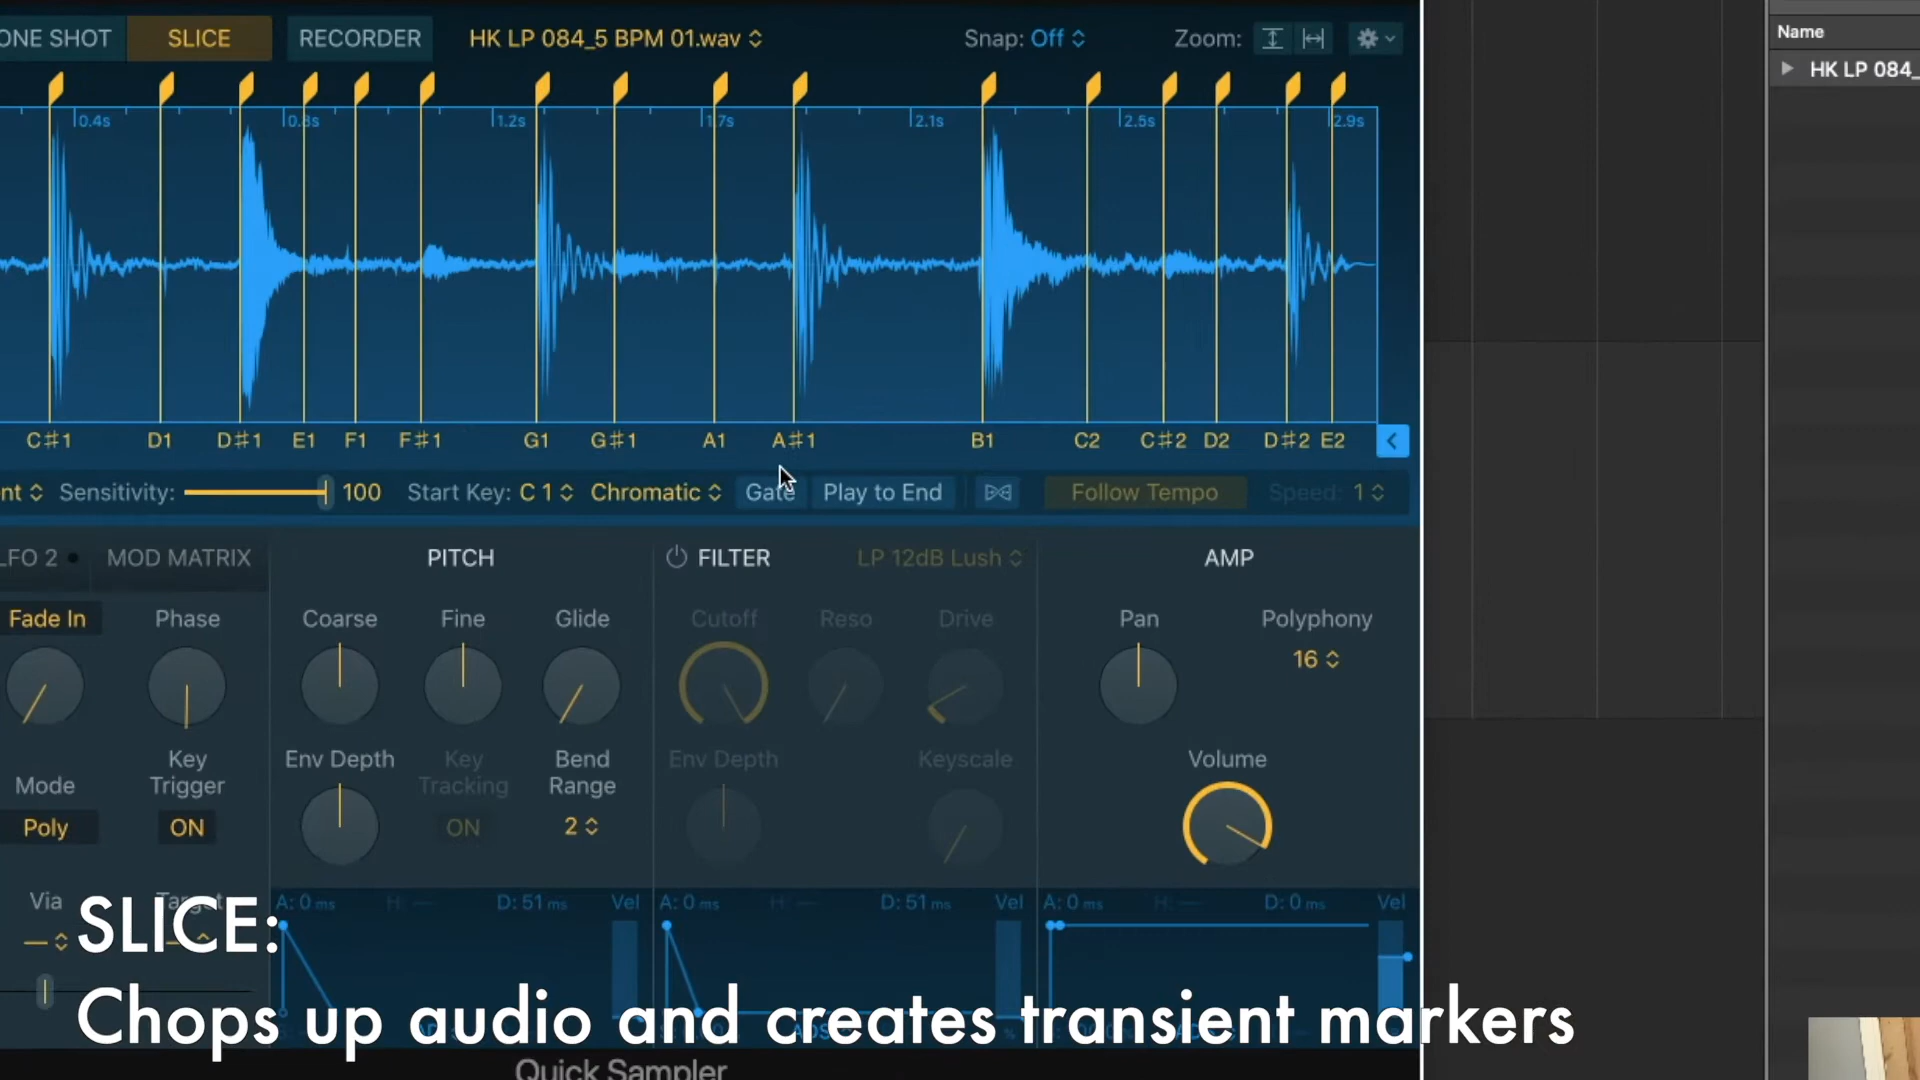 ONE SHOT SLICE RECORDER HK LP 084_5 BPM 01.wav Snap: Off Zoom:
Name
HK LP 084_
0.4s 0.8s 1.2s 1.7s 2.1s 2.5s 2.9s
C♯1 D1 D♯1 E1 F1 F♯1 G1 G♯1 A1 A♯1 B1 C2 C♯2 D2 D♯2 E2
nt Sensitivity: 100 Start Key: C 1 Chromatic Gate Play to End Follow Tempo Speed: 1
LFO 2 MOD MATRIX PITCH FILTER LP 12dB Lush AMP
Fade In Phase Coarse Fine Glide Cutoff Reso Drive Pan Polyphony
16
Mode Key Trigger Env Depth Key Tracking Bend Range Env Depth Keyscale Volume
Poly ON ON 2
Via Target A: 0 ms H: — D: 51 ms Vel A: 0 ms H: — D: 51 ms Vel A: 0 ms H: — D: 0 ms Vel
SLICE:
Chops up audio and creates transient markers
Quick Sampler